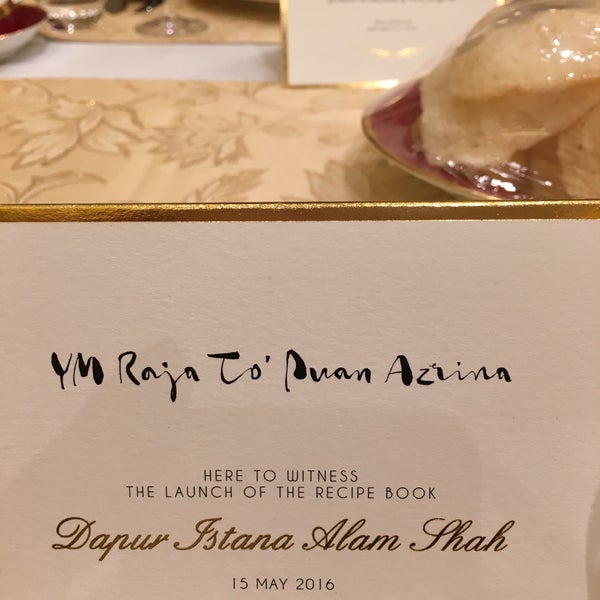 YM Raja To' Puan Azrina
HERE TO WITNESS
THE LAUNCH OF THE RECIPE BOOK
Dapur Istana Alam Shah
15 MAY 2016